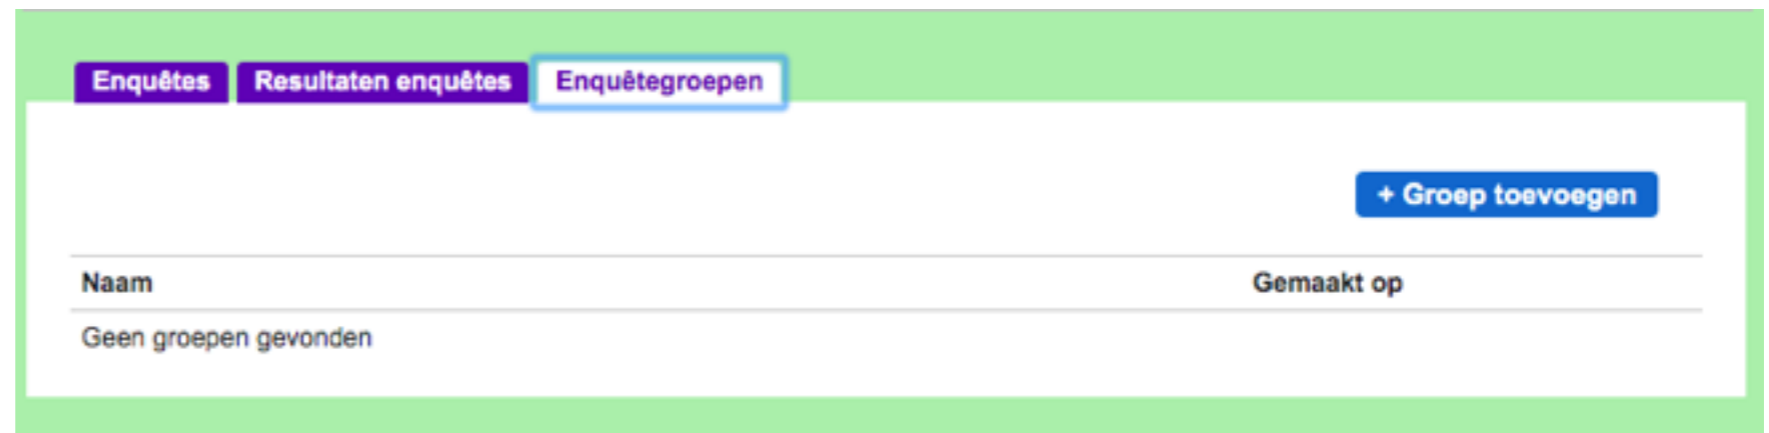 Enquêtes Resultaten enquêtes Enquêtegroepen
+ Groep toevoegen
Naam Gemaakt op
Geen groepen gevonden